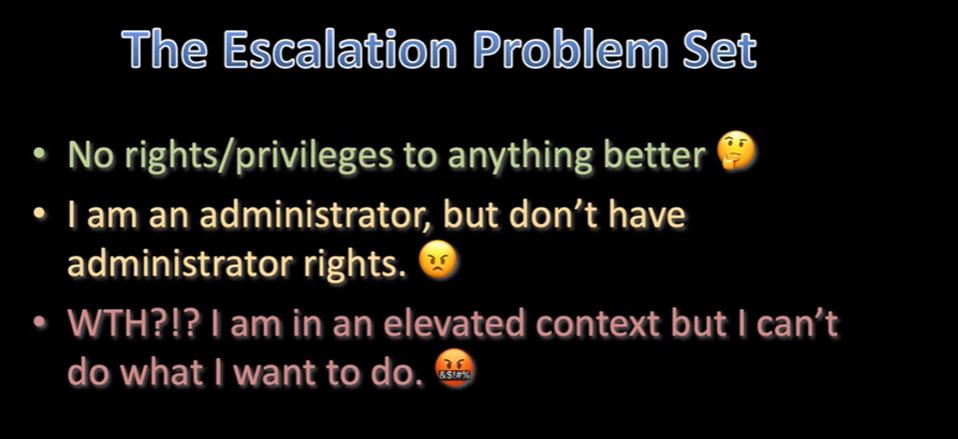 The Escalation Problem Set
• No rights/privileges to anything better 🤔
• I am an administrator, but don’t have
administrator rights. 😠
• WTH?!? I am in an elevated context but I can’t
do what I want to do. 🤬